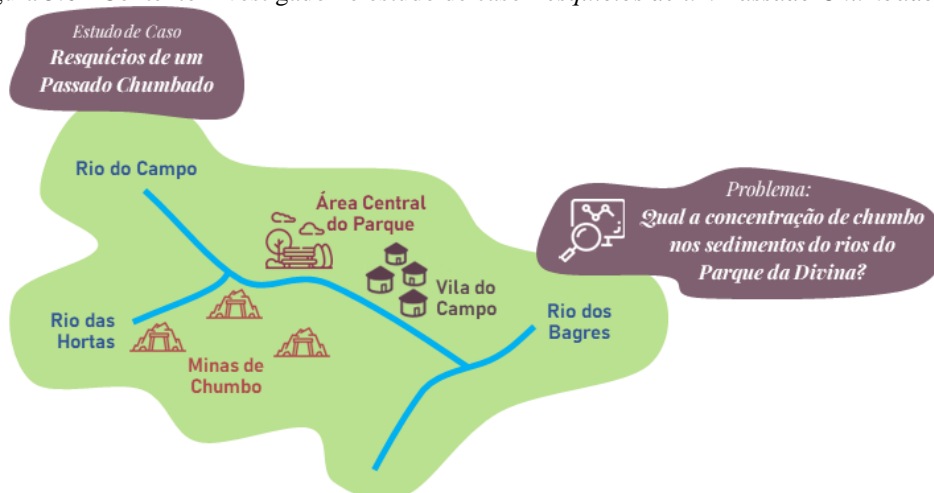 Estudo de Caso
Resquícios de um
Passado Chumbado
Rio do Campo
Área Central
do Parque
Problema:
Qual a concentração de chumbo
nos sedimentos do rios do
Parque da Divina?
Vila do
Campo
Rio das
Hortas
Rio dos
Bagres
Minas de
Chumbo